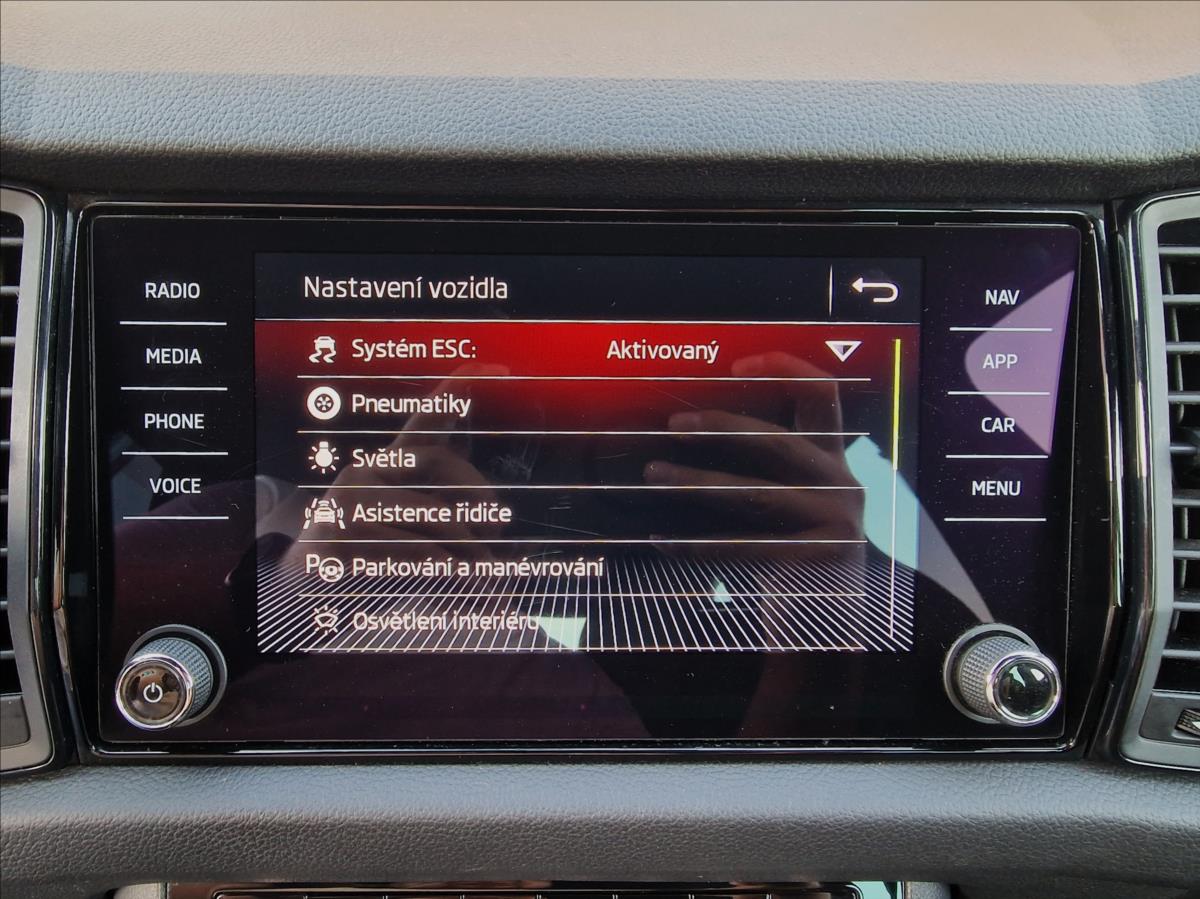 RADIO
MEDIA
PHONE
VOICE
Nastavení vozidla
Systém ESC: Aktivovaný
Pneumatiky
Světla
Asistence řidiče
P Parkování a manévrování
Osvětlení interiéru
NAV
APP
CAR
MENU